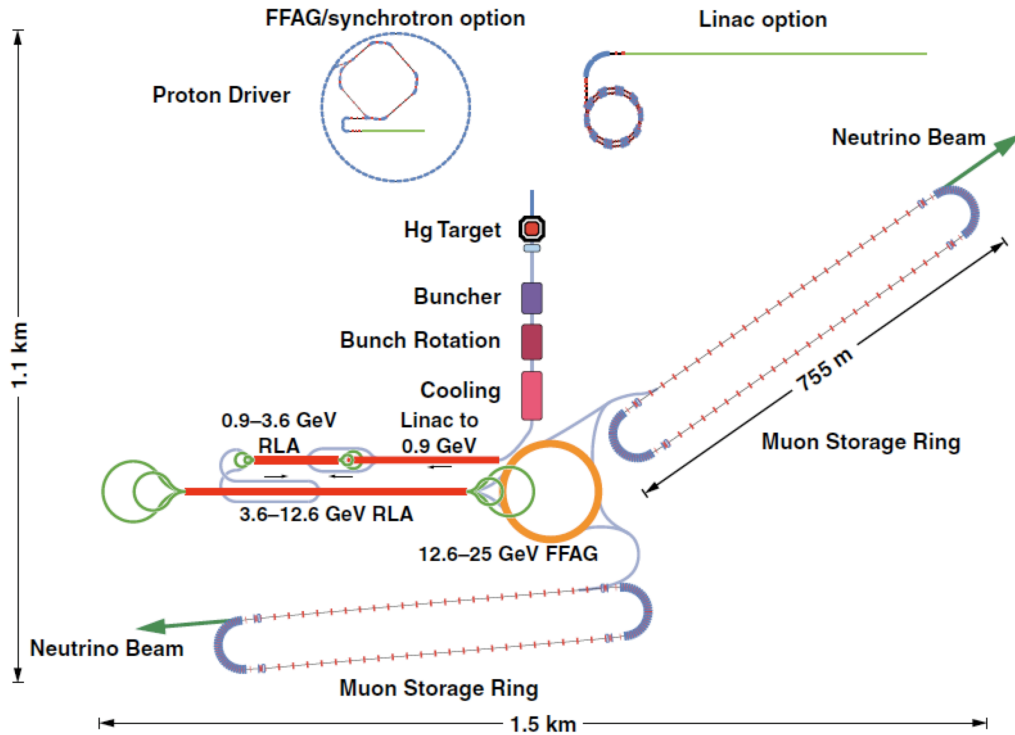 FFAG/synchrotron option
Linac option
Proton Driver
Neutrino Beam
Hg Target
Buncher
Bunch Rotation
Cooling
1.1 km
755 m
0.9–3.6 GeV
RLA
Linac to
0.9 GeV
Muon Storage Ring
3.6–12.6 GeV RLA
12.6–25 GeV FFAG
Neutrino Beam
Muon Storage Ring
1.5 km